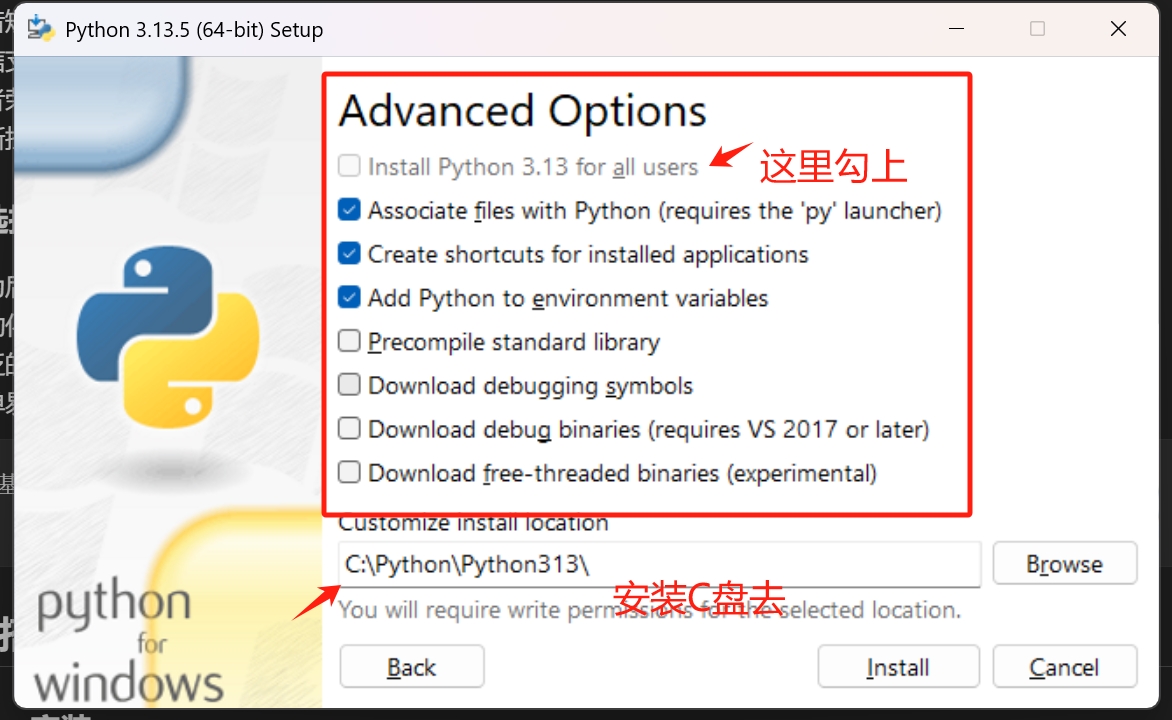 Python 3.13.5 (64-bit) Setup
Advanced Options
Install Python 3.13 for all users
这里勾上
Associate files with Python (requires the 'py' launcher)
Create shortcuts for installed applications
Add Python to environment variables
Precompile standard library
Download debugging symbols
Download debug binaries (requires VS 2017 or later)
Download free-threaded binaries (experimental)
Customize install location
C:\Python\Python313\
Browse
安装C盘去
You will require write permissions for the selected location.
python
for
windows
Back
Install
Cancel